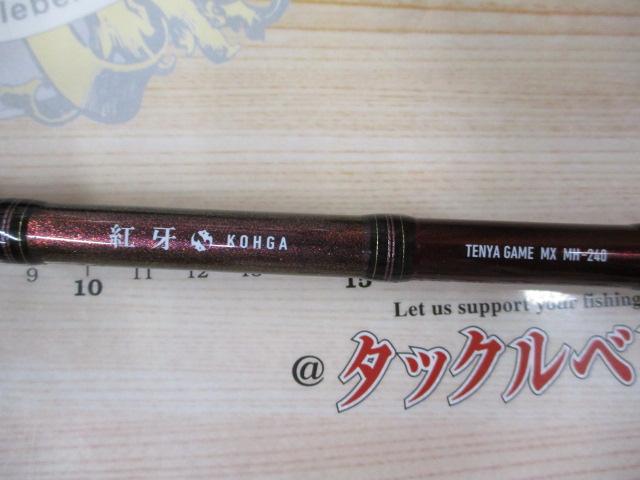 紅牙 KOHGA
TENYA GAME MX MH-240
9 10 11 12 15
Let us support your fishing
@タックルベ